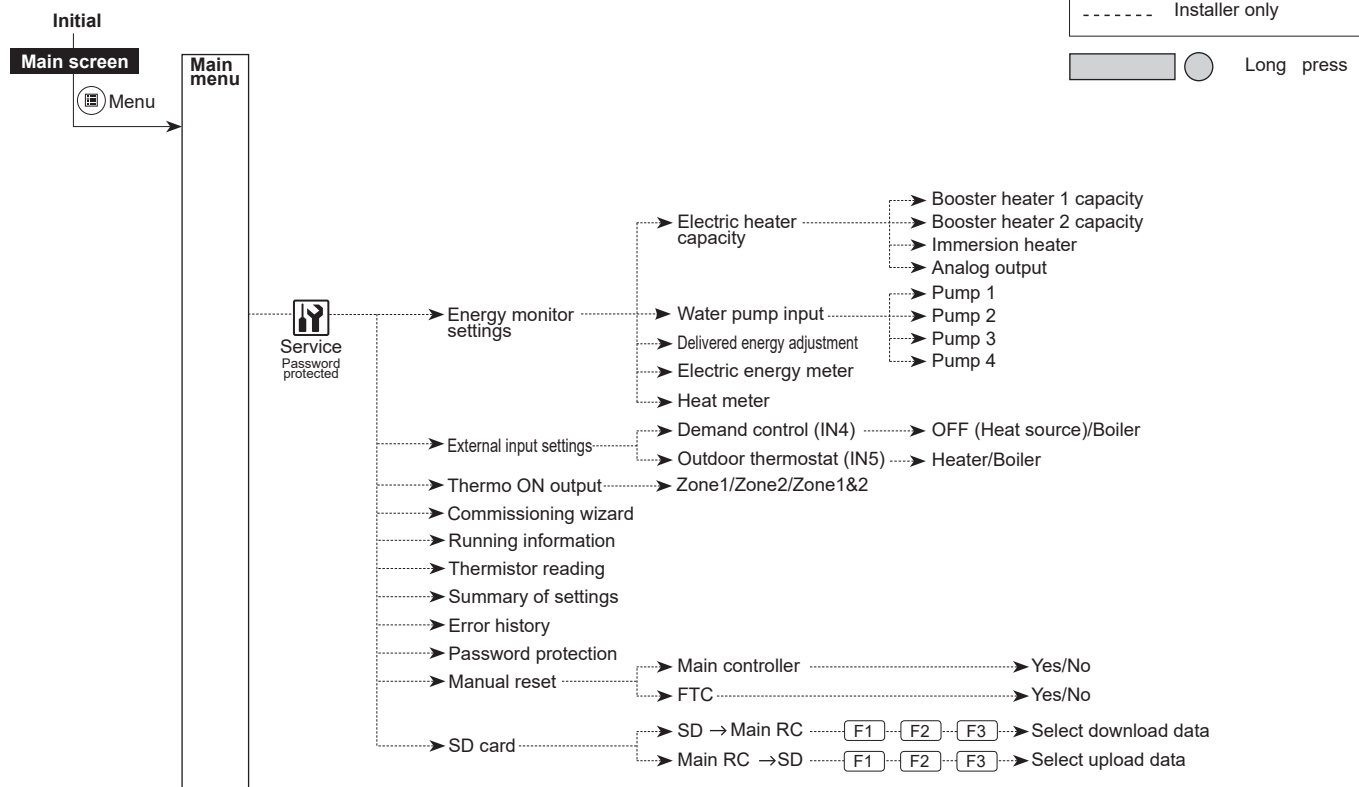 Initial
Main screen
Menu
Main
menu
Installer only
Long press
Service
Password
protected
Energy monitor
settings
Electric heater
capacity
Booster heater 1 capacity
Booster heater 2 capacity
Immersion heater
Analog output
Water pump input
Pump 1
Pump 2
Pump 3
Pump 4
Delivered energy adjustment
Electric energy meter
Heat meter
External input settings
Demand control (IN4)
OFF (Heat source)/Boiler
Outdoor thermostat (IN5)
Heater/Boiler
Thermo ON output
Zone1/Zone2/Zone1&2
Commissioning wizard
Running information
Thermistor reading
Summary of settings
Error history
Password protection
Manual reset
Main controller
Yes/No
FTC
Yes/No
SD card
SD → Main RC F1 F2 F3 Select download data
Main RC → SD F1 F2 F3 Select upload data